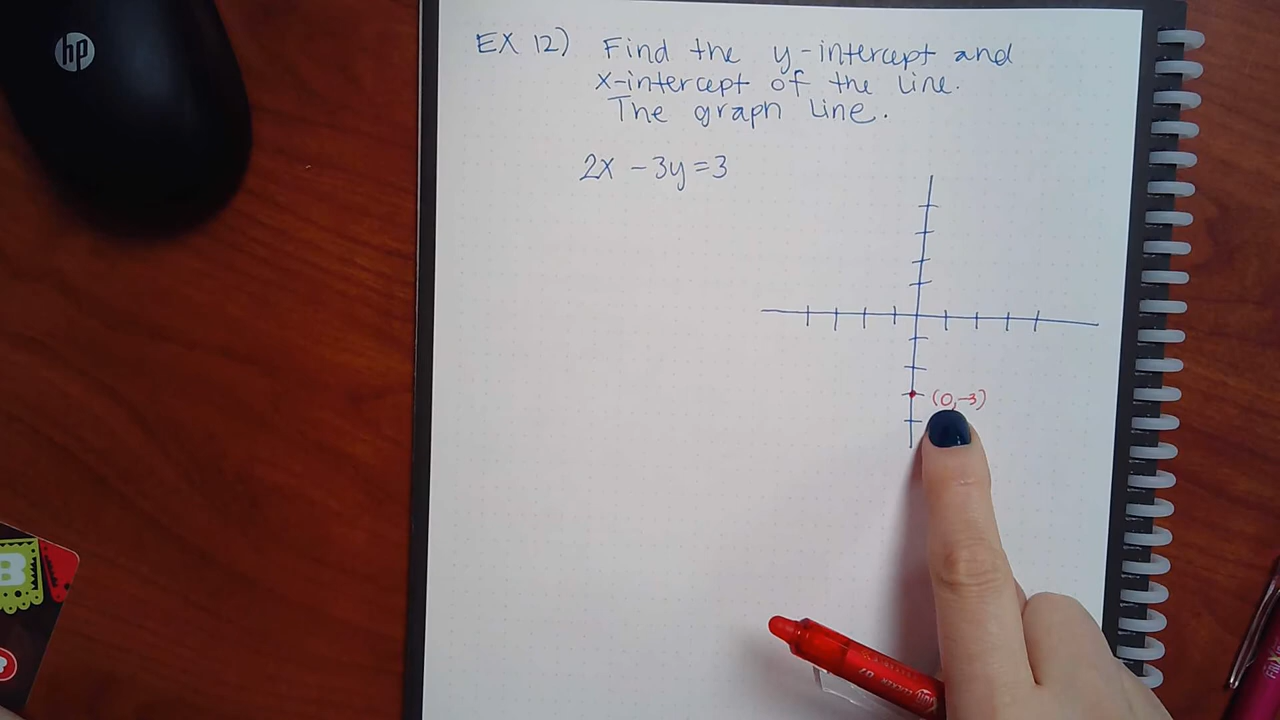 hp
EX 12) Find the y-intercept and
x-intercept of the line.
The graph line.
2x - 3y = 3
(0,-3)
B